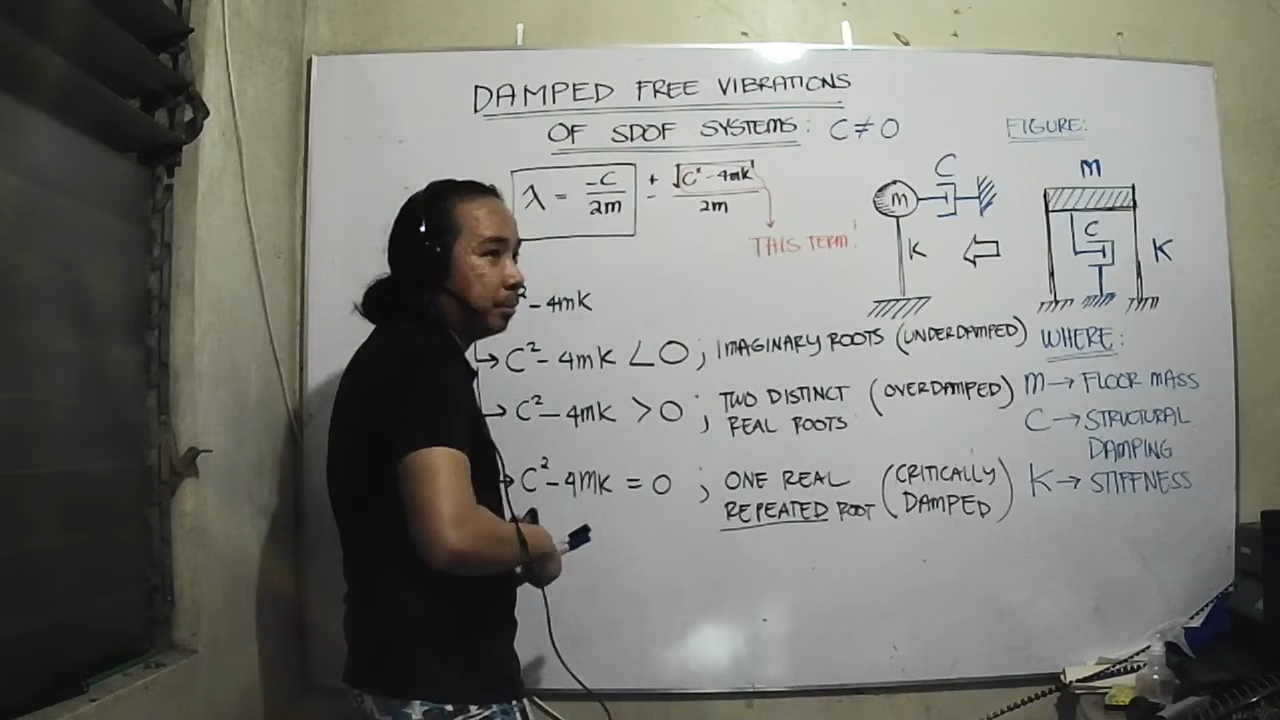 DAMPED FREE VIBRATIONS
OF SDOF SYSTEMS: C ≠ 0
λ = -C/2m ± √(C² - 4mk)/2m
THIS TERM!
² - 4mK
→ C² - 4mK < 0 ; IMAGINARY ROOTS (UNDERDAMPED)
→ C² - 4mK > 0 ; TWO DISTINCT (OVERDAMPED)
REAL ROOTS
→ C² - 4mK = 0 ; ONE REAL (CRITICALLY
REPEATED ROOT DAMPED)
FIGURE:
m
C
K
M
C
K
WHERE:
m → FLOOR MASS
C → STRUCTURAL
DAMPING
K → STIFFNESS